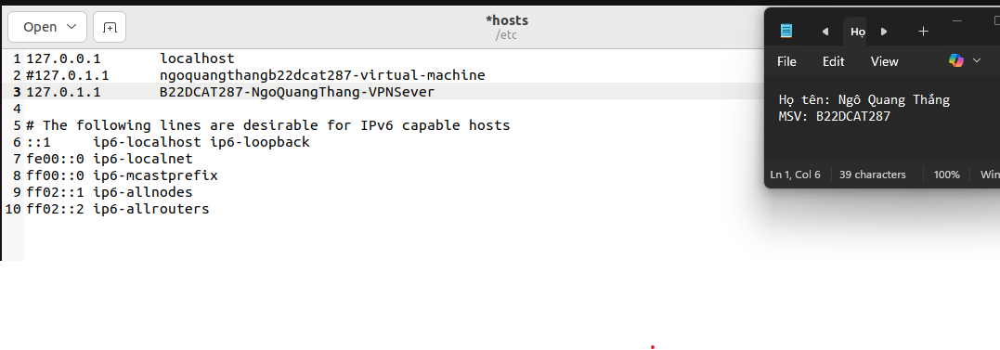 Open
*hosts
/etc
1 127.0.0.1 localhost
2 #127.0.1.1 ngoquangthangb22dcat287-virtual-machine
3 127.0.1.1 B22DCAT287-NgoQuangThang-VPNSever
4
5 # The following lines are desirable for IPv6 capable hosts
6 ::1 ip6-localhost ip6-loopback
7 fe00::0 ip6-localnet
8 ff00::0 ip6-mcastprefix
9 ff02::1 ip6-allnodes
10 ff02::2 ip6-allrouters
Họ
File Edit View
Họ tên: Ngô Quang Thắng
MSV: B22DCAT287
Ln 1, Col 6 39 characters 100% Win